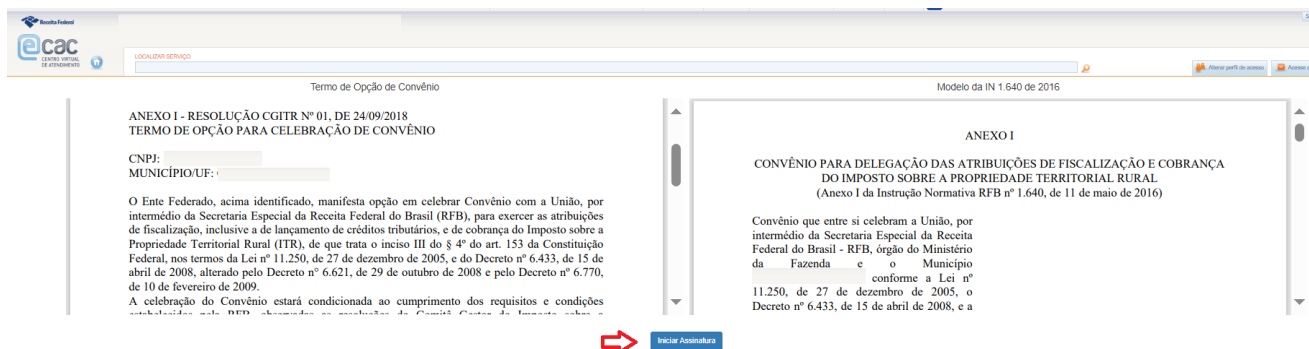 Receita Federal
ecac
CENTRO VIRTUAL
DE ATENDIMENTO
LOCALIZAR SERVIÇO
Alterar perfil de acesso
Termo de Opção de Convênio
ANEXO I - RESOLUÇÃO CGITR Nº 01, DE 24/09/2018
TERMO DE OPÇÃO PARA CELEBRAÇÃO DE CONVÊNIO
CNPJ:
MUNICÍPIO/UF:
O Ente Federado, acima identificado, manifesta opção em celebrar Convênio com a União, por
intermédio da Secretaria Especial da Receita Federal do Brasil (RFB), para exercer as atribuições
de fiscalização, inclusive a de lançamento de créditos tributários, e de cobrança do Imposto sobre a
Propriedade Territorial Rural (ITR), de que trata o inciso III do § 4º do art. 153 da Constituição
Federal, nos termos da Lei nº 11.250, de 27 de dezembro de 2005, e do Decreto nº 6.433, de 15 de
abril de 2008, alterado pelo Decreto n° 6.621, de 29 de outubro de 2008 e pelo Decreto nº 6.770,
de 10 de fevereiro de 2009.
A celebração do Convênio estará condicionada ao cumprimento dos requisitos e condições
Modelo da IN 1.640 de 2016
ANEXO I
CONVÊNIO PARA DELEGAÇÃO DAS ATRIBUIÇÕES DE FISCALIZAÇÃO E COBRANÇA
DO IMPOSTO SOBRE A PROPRIEDADE TERRITORIAL RURAL
(Anexo I da Instrução Normativa RFB nº 1.640, de 11 de maio de 2016)
Convênio que entre si celebram a União, por
intermédio da Secretaria Especial da Receita
Federal do Brasil - RFB, órgão do Ministério
da Fazenda e o Município
conforme a Lei nº
11.250, de 27 de dezembro de 2005, o
Decreto nº 6.433, de 15 de abril de 2008, e a
Iniciar Assinatura